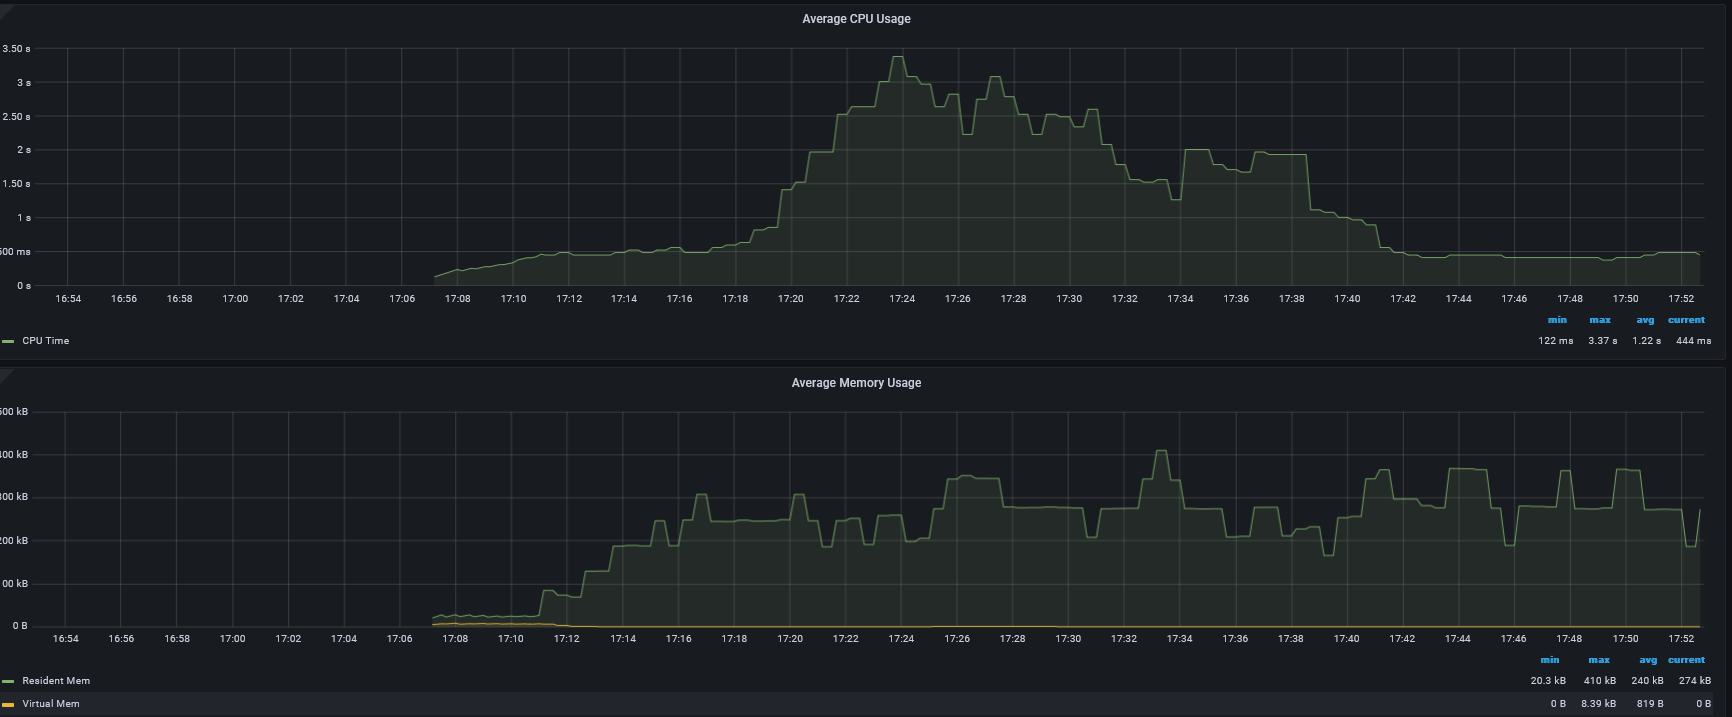 Average CPU Usage
3.50 s
3 s
2.50 s
2 s
1.50 s
1 s
500 ms
0 s
16:54 16:56 16:58 17:00 17:02 17:04 17:06 17:08 17:10 17:12 17:14 17:16 17:18 17:20 17:22 17:24 17:26 17:28 17:30 17:32 17:34 17:36 17:38 17:40 17:42 17:44 17:46 17:48 17:50 17:52
min max avg current
CPU Time 122 ms 3.37 s 1.22 s 444 ms
Average Memory Usage
500 kB
400 kB
300 kB
200 kB
00 kB
0 B
16:54 16:56 16:58 17:00 17:02 17:04 17:06 17:08 17:10 17:12 17:14 17:16 17:18 17:20 17:22 17:24 17:26 17:28 17:30 17:32 17:34 17:36 17:38 17:40 17:42 17:44 17:46 17:48 17:50 17:52
min max avg current
Resident Mem 20.3 kB 410 kB 240 kB 274 kB
Virtual Mem 0 B 8.39 kB 819 B 0 B